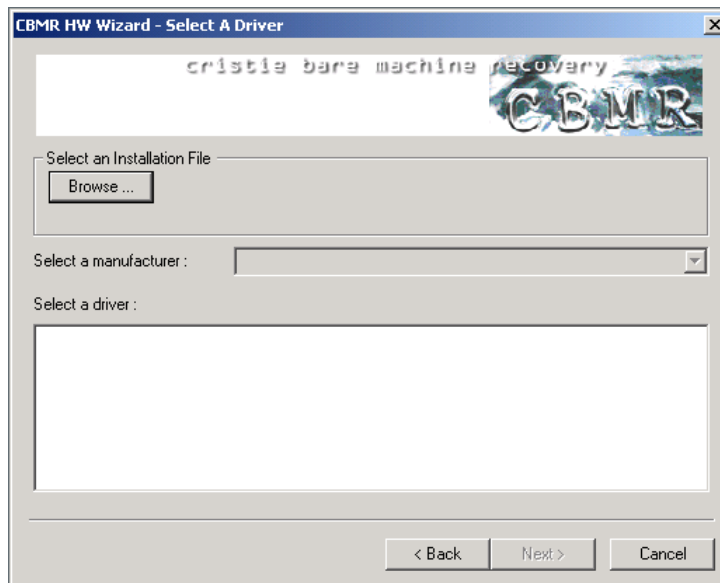 CBMR HW Wizard - Select A Driver
cristie bare machine recovery
CBMR
Select an Installation File
Browse ...
Select a manufacturer :
Select a driver :
< Back
Next >
Cancel